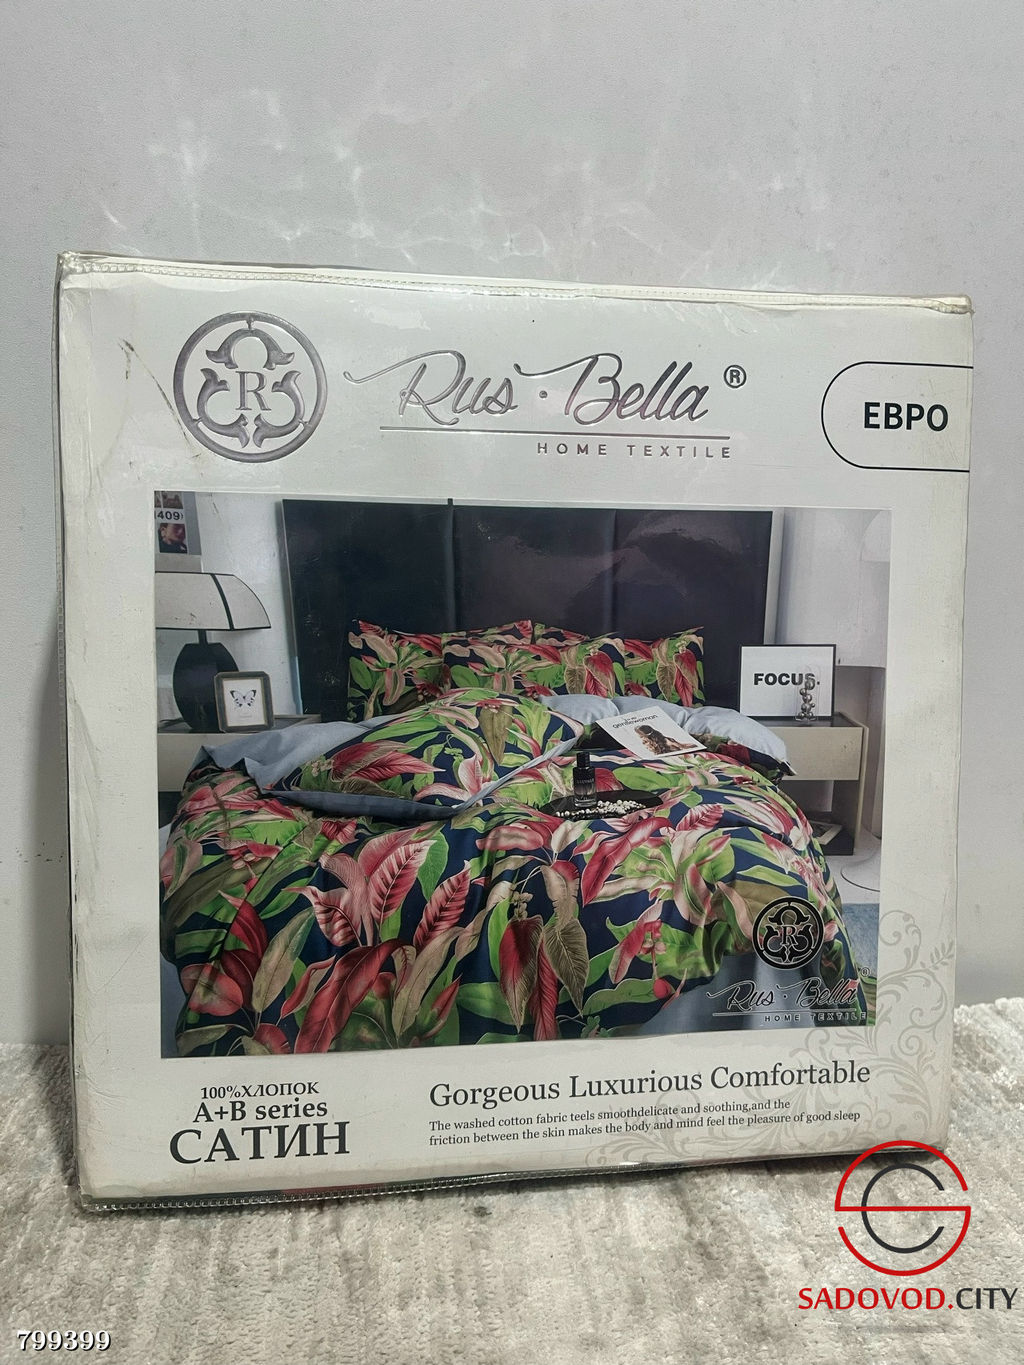 R
Rus · Bella ®
HOME TEXTILE
ЕВРО
409
FOCUS.
gentlewoman
R
Rus · Bella ®
HOME TEXTILE
100%ХЛОПОК
A+B series
САТИН
Gorgeous Luxurious Comfortable
The washed cotton fabric teels smoothdelicate and soothing,and the
friction between the skin makes the body and mind feel the pleasure of good sleep
SADOVOD.CITY
799399